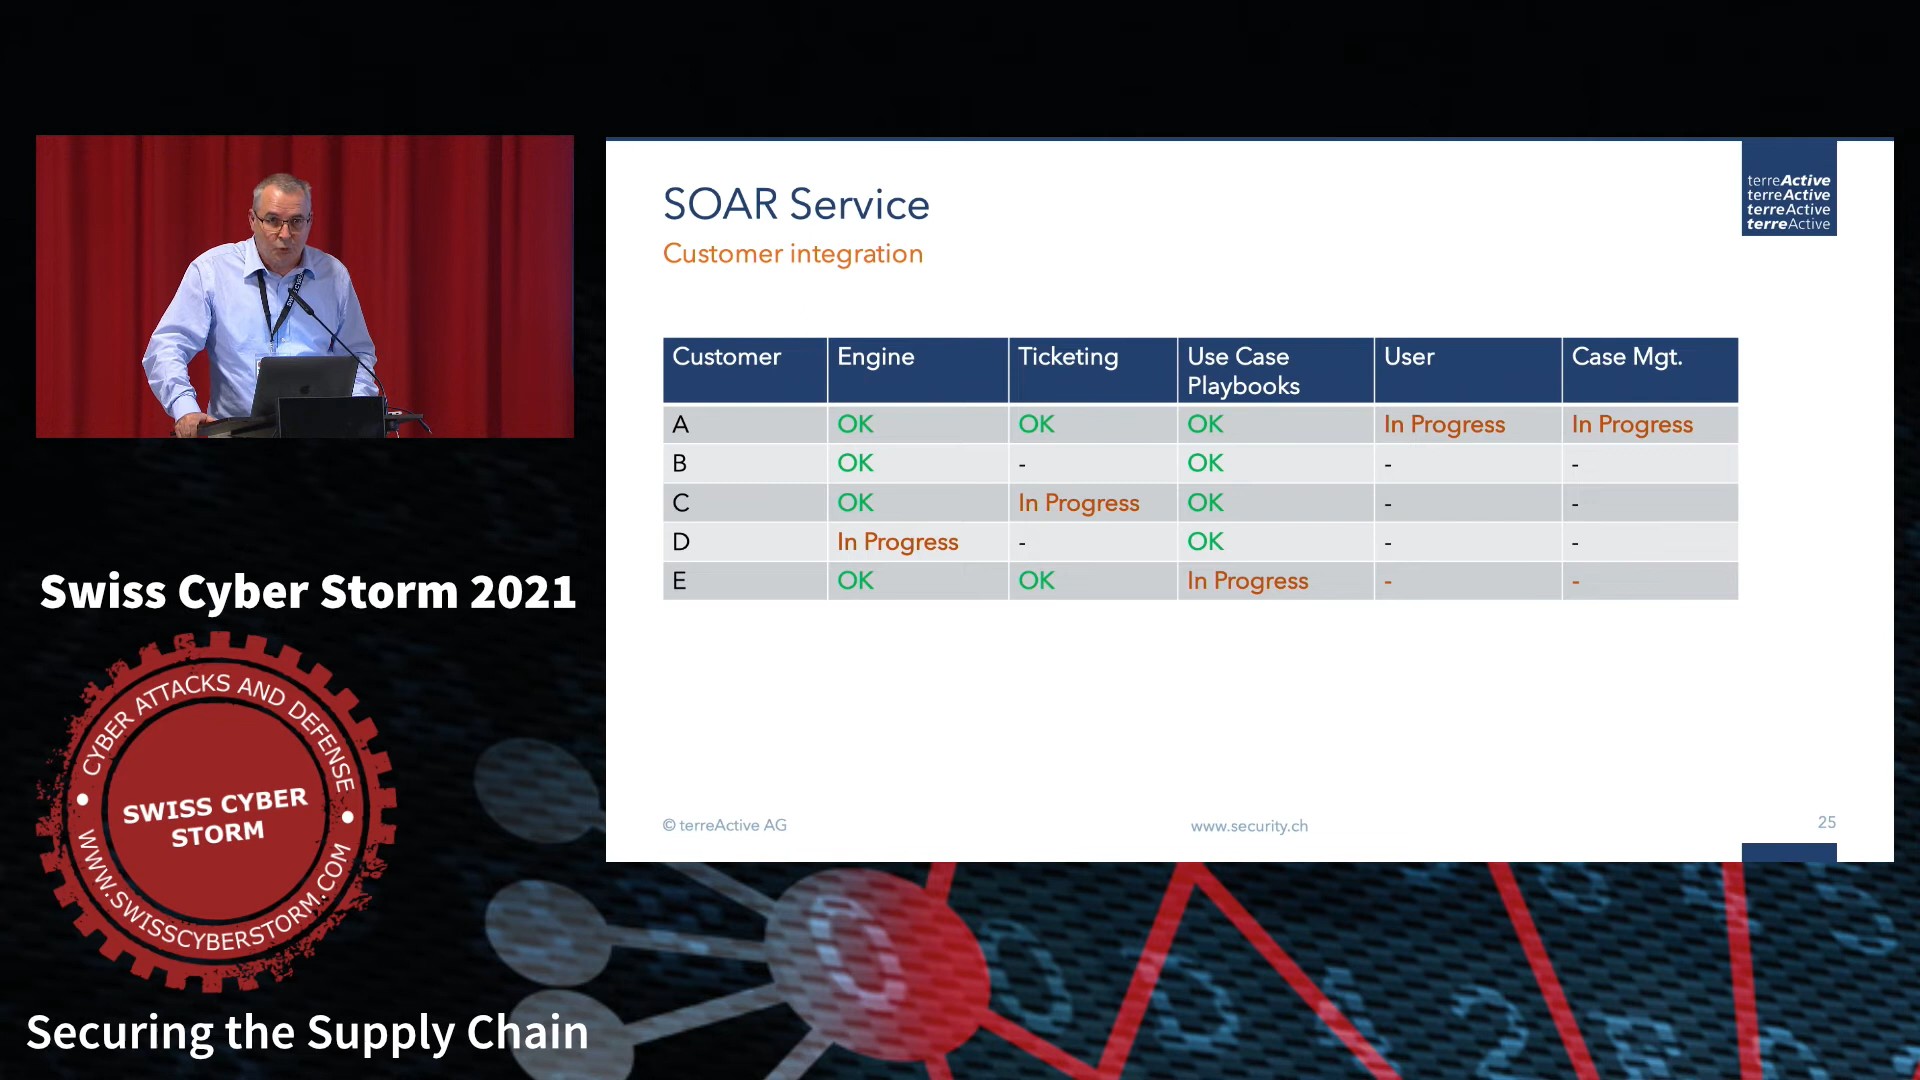 SOAR Service
Customer integration
terreActive
terreActive
terreActive
terreActive
Customer Engine Ticketing Use Case Playbooks User Case Mgt.
A OK OK OK In Progress In Progress
B OK - OK - -
C OK In Progress OK - -
D In Progress - OK - -
E OK OK In Progress - -
© terreActive AG www.security.ch 25
Swiss Cyber Storm 2021
CYBER ATTACKS AND DEFENSE
SWISS CYBER
STORM
WWW.SWISSCYBERSTORM.COM
Securing the Supply Chain